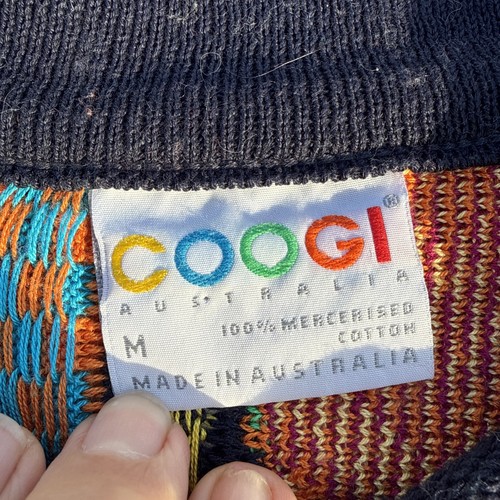 COOGI®
AUSTRALIA
100% MERCERISED
COTTON
M
MADE IN AUSTRALIA